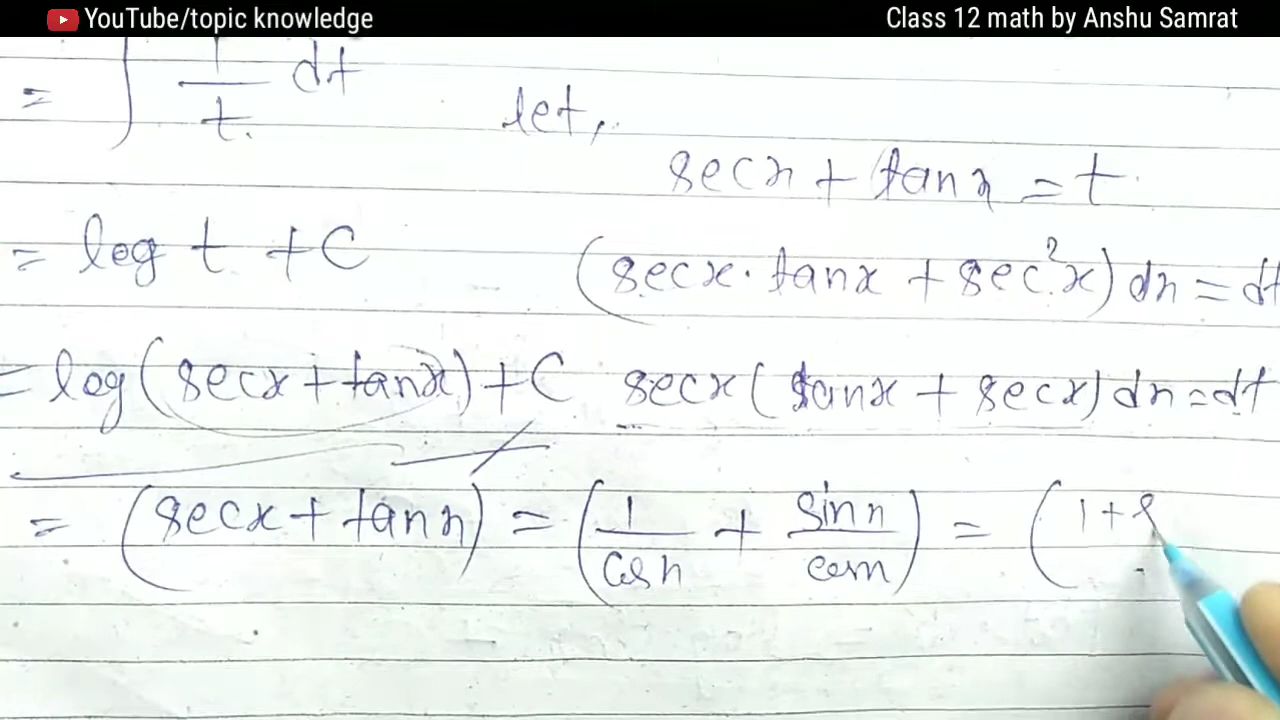 YouTube/topic knowledge
Class 12 math by Anshu Samrat
= ∫ 1/t dt
let,
secx + tanx = t
= log t + C
(secx·tanx + sec²x) dx = dt
= log(secx + tanx) + C
secx (tanx + secx) dx = dt
= (secx + tanx) = (1/cosx + sinx/cosx) = (1+s